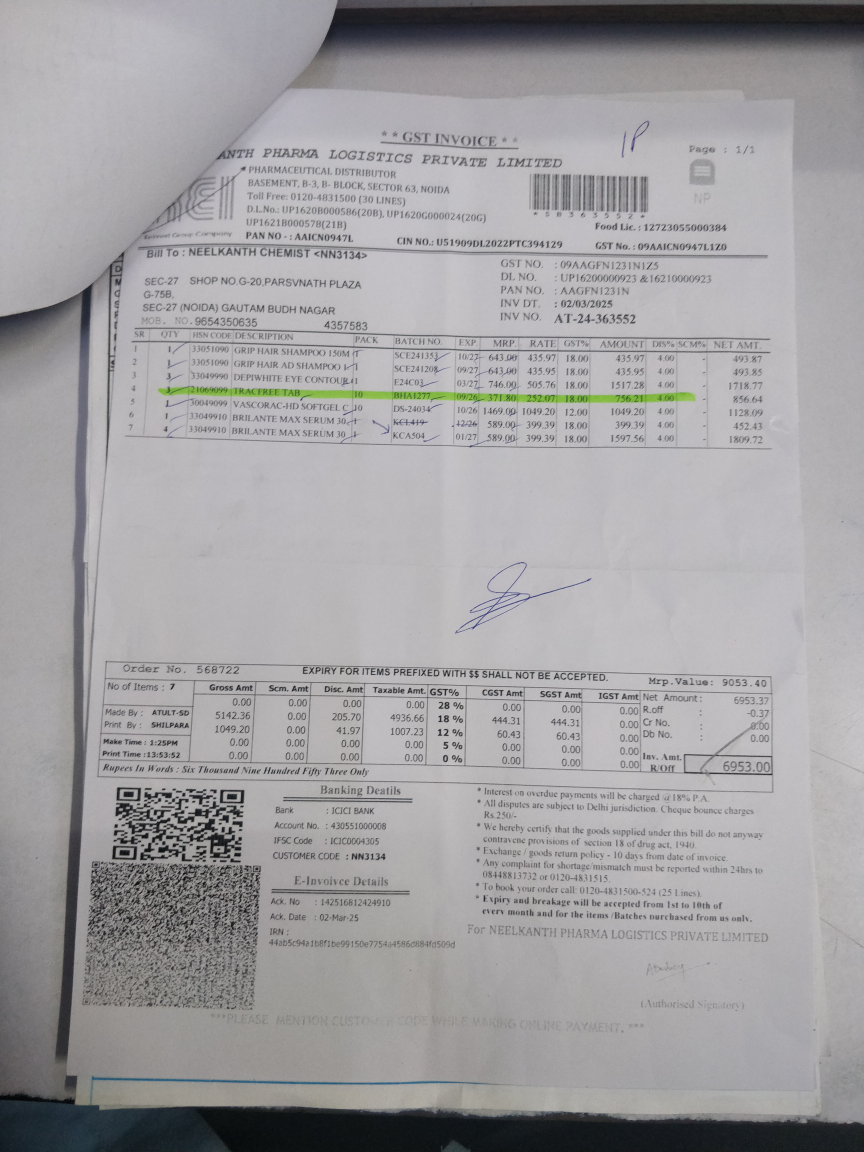 * * GST INVOICE * *
1P
Page : 1/1
ANTH PHARMA LOGISTICS PRIVATE LIMITED
PHARMACEUTICAL DISTRIBUTOR
BASEMENT, B-3, B- BLOCK, SECTOR 63, NOIDA
Toll Free: 0120-4831500 (30 LINES)
D.L.No.: UP1620B000586(20B), UP1620G000024(20G)
UP1621B000578(21B)
PAN NO - : AAICN0947L
CIN NO.: U51909DL2022PTC394129
NP
*58363552*
Food Lic. : 12723055000384
GST No. : 09AAICN0947L1Z0
Group Company
Bill To : NEELKANTH CHEMIST <NN3134>
SEC-27 SHOP NO.G-20,PARSVNATH PLAZA
G-75B,
SEC-27 (NOIDA) GAUTAM BUDH NAGAR
MOB. NO.9654350635 4357583
GST NO. : 09AAGFN1231N1Z5
DL NO. : UP16200000923 &16210000923
PAN NO. : AAGFN1231N
INV DT. : 02/03/2025
INV NO. AT-24-363552
SR QTY HSN CODE DESCRIPTION PACK BATCH NO. EXP MRP. RATE GST% AMOUNT DIS% SCM% NET AMT.
1 1 33051090 GRIP HAIR SHAMPOO 150M 1 SCE241351 10/27 643.00 435.97 18.00 435.97 4.00 - 493.87
2 1 33051090 GRIP HAIR AD SHAMPOO 1 SCE241208 09/27 643.00 435.95 18.00 435.95 4.00 - 493.85
3 3 33049990 DEPIWHITE EYE CONTOUR 1 E24C01 03/27 746.00 505.76 18.00 1517.28 4.00 - 1718.77
4 3 21069099 TRACFREE TAB 10 BHA1277 09/26 371.80 252.07 18.00 756.21 4.00 - 856.64
5 1 30049099 VASCORAC-HD SOFTGEL C 10 DS-24034 10/26 1469.00 1049.20 12.00 1049.20 4.00 - 1128.09
6 1 33049910 BRILANTE MAX SERUM 30 1 KCL419 12/26 589.00 399.39 18.00 399.39 4.00 - 452.43
7 4 33049910 BRILANTE MAX SERUM 30 1 KCA504 01/27 589.00 399.39 18.00 1597.56 4.00 - 1809.72
Order No. 568722 EXPIRY FOR ITEMS PREFIXED WITH $$ SHALL NOT BE ACCEPTED. Mrp.Value: 9053.40
No of Items : 7
Made By : ATULT-SD
Print By : SHILPARA
Make Time : 1:25PM
Print Time :13:53:52
Gross Amt Scm. Amt Disc. Amt Taxable Amt. GST% CGST Amt SGST Amt IGST Amt
0.00 0.00 0.00 0.00 28 % 0.00 0.00 0.00
5142.36 0.00 205.70 4936.66 18 % 444.31 444.31 0.00
1049.20 0.00 41.97 1007.23 12 % 60.43 60.43 0.00
0.00 0.00 0.00 0.00 5 % 0.00 0.00 0.00
0.00 0.00 0.00 0.00 0 % 0.00 0.00 0.00
Net Amount : 6953.37
R.off : -0.37
Cr No. : 0.00
Db No. : 0.00
Inv. Amt. R/Off 6953.00
Rupees In Words : Six Thousand Nine Hundred Fifty Three Only
Banking Deatils
Bank : ICICI BANK
Account No. : 430551000008
IFSC Code : ICIC0004305
CUSTOMER CODE : NN3134
E-Invoivce Details
Ack. No : 142516812424910
Ack. Date : 02-Mar-25
IRN :
44ab5c94a1b8f1be99150e7754a4586d884fd509d
* Interest on overdue payments will be charged @18% P.A.
* All disputes are subject to Delhi jurisdiction. Cheque bounce charges
Rs.250/-
* We hereby certify that the goods supplied under this bill do not anyway
contravene provisions of section 18 of drug act, 1940.
* Exchange / goods return policy - 10 days from date of invoice.
* Any complaint for shortage/mismatch must be reported within 24hrs to
08448813732 or 0120-4831515.
* To book your order call: 0120-4831500-524 (25 Lines).
* Expiry and breakage will be accepted from 1st to 10th of
every month and for the items /Batches purchased from us only.
For NEELKANTH PHARMA LOGISTICS PRIVATE LIMITED
(Authorised Signatory)
***PLEASE MENTION CUSTOMER CODE WHILE MAKING ONLINE PAYMENT. ***